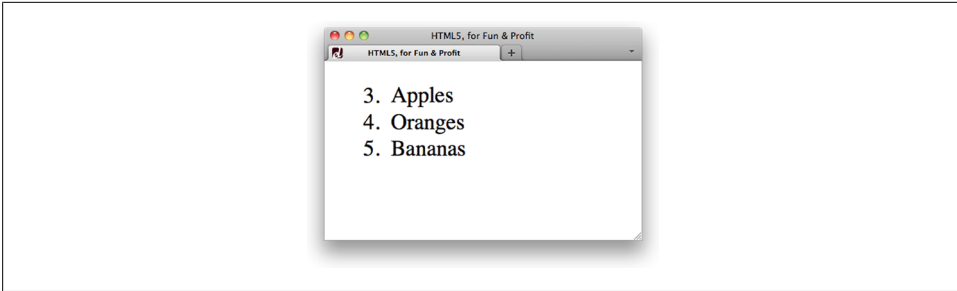 HTML5, for Fun & Profit
HTML5, for Fun & Profit
3. Apples
4. Oranges
5. Bananas